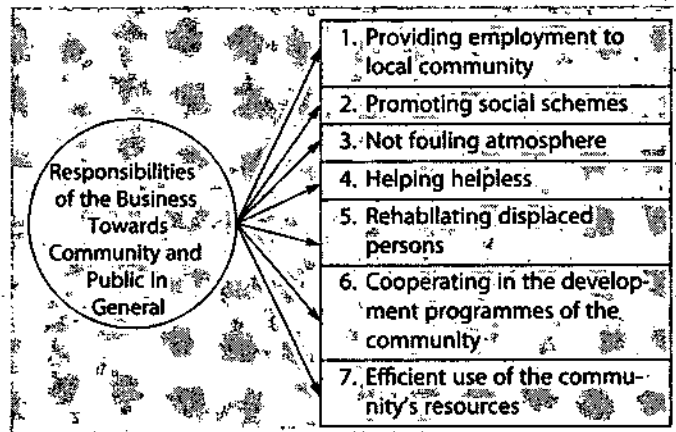 Responsibilities
of the Business
Towards
Community and
Public In
General
1. Providing employment to
local community
2. Promoting social schemes
3. Not fouling atmosphere
4. Helping helpless
5. Rehabilating displaced
persons
6. Cooperating in the develop-
ment programmes of the
community
7. Efficient use of the commu-
nity's resources